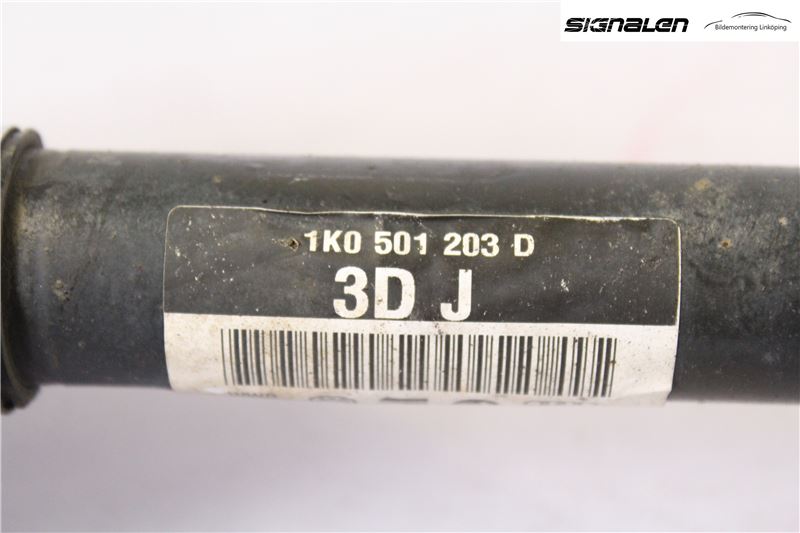 SIGNALEN
Bildemontering Linköping
1K0 501 203 D
3D J